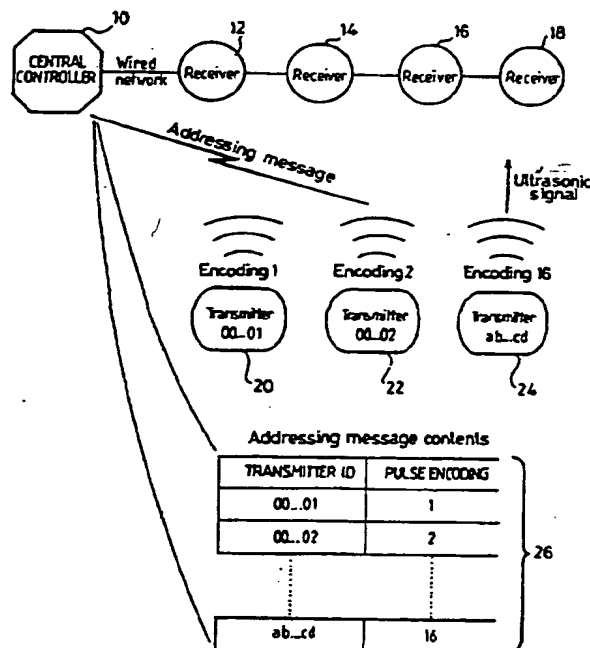 10
12
14
16
18
CENTRAL
CONTROLLER
Wired
network
Receiver
Receiver
Receiver
Receiver
Addressing message
Ultrasonic
signal
Encoding 1
Encoding 2
Encoding 16
Transmitter
00...01
Transmitter
00...02
Transmitter
ab...cd
20
22
24
Addressing message contents
TRANSMITTER ID PULSE ENCODING
00...01 1
00...02 2
26
ab...cd 16